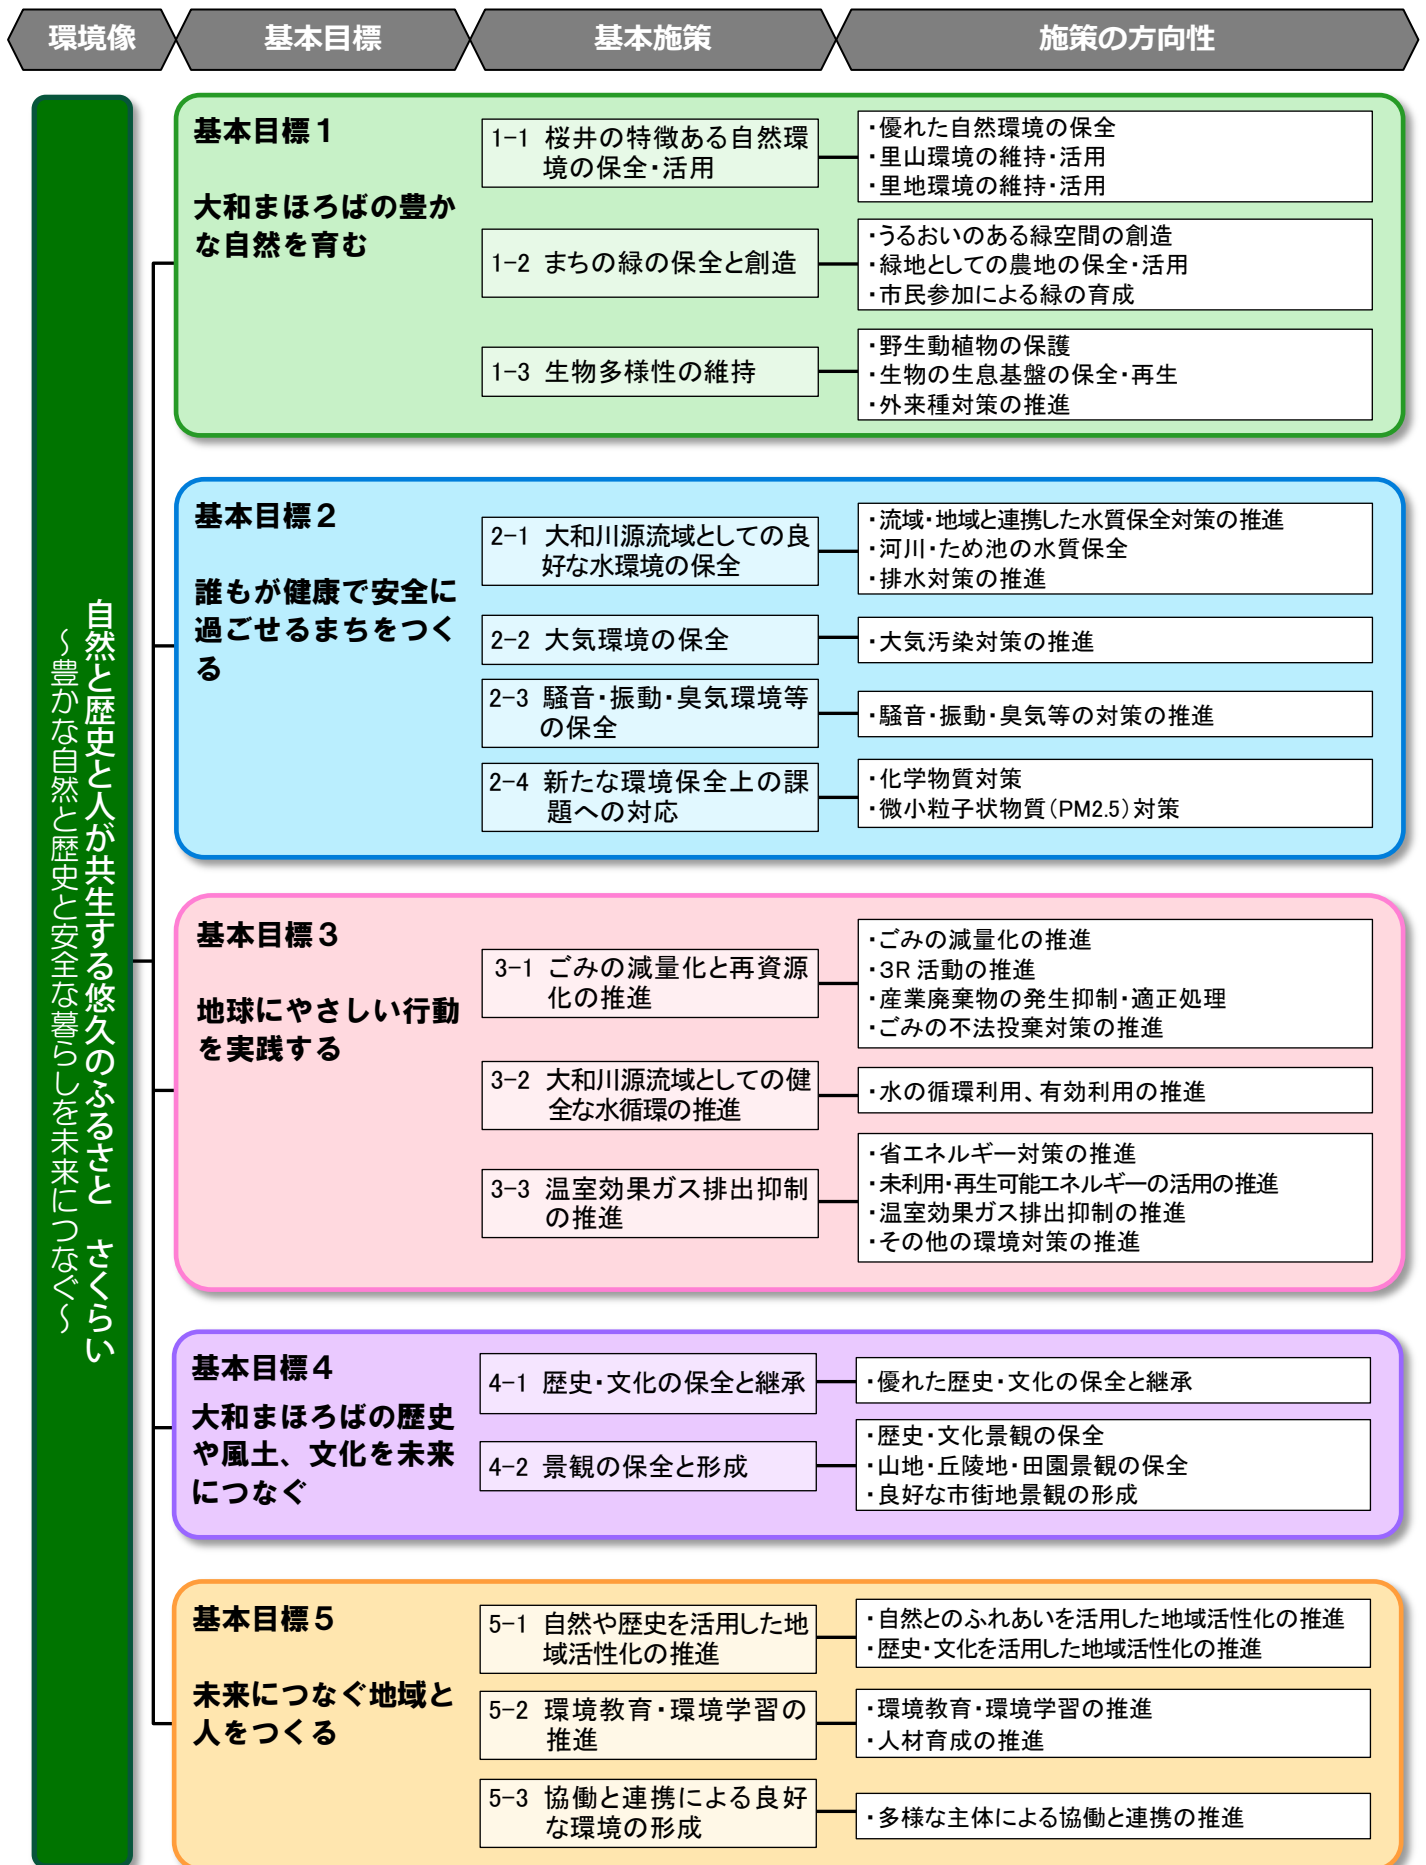 環境像
基本目標
基本施策
施策の方向性
自然と歴史と人が共生する悠久のふるさと　さくらい
～豊かな自然と歴史と安全な暮らしを未来につなぐ～
基本目標１
大和まほろばの豊か
な自然を育む
1-1 桜井の特徴ある自然環
境の保全・活用
・優れた自然環境の保全
・里山環境の維持・活用
・里地環境の維持・活用
1-2 まちの緑の保全と創造
・うるおいのある緑空間の創造
・緑地としての農地の保全・活用
・市民参加による緑の育成
1-3 生物多様性の維持
・野生動植物の保護
・生物の生息基盤の保全・再生
・外来種対策の推進
基本目標２
誰もが健康で安全に
過ごせるまちをつく
る
2-1 大和川源流域としての良
好な水環境の保全
・流域・地域と連携した水質保全対策の推進
・河川・ため池の水質保全
・排水対策の推進
2-2 大気環境の保全
・大気汚染対策の推進
2-3 騒音・振動・臭気環境等
の保全
・騒音・振動・臭気等の対策の推進
2-4 新たな環境保全上の課
題への対応
・化学物質対策
・微小粒子状物質（PM2.5）対策
基本目標３
地球にやさしい行動
を実践する
3-1 ごみの減量化と再資源
化の推進
・ごみの減量化の推進
・3R 活動の推進
・産業廃棄物の発生抑制・適正処理
・ごみの不法投棄対策の推進
3-2 大和川源流域としての健
全な水循環の推進
・水の循環利用、有効利用の推進
3-3 温室効果ガス排出抑制
の推進
・省エネルギー対策の推進
・未利用・再生可能エネルギーの活用の推進
・温室効果ガス排出抑制の推進
・その他の環境対策の推進
基本目標４
大和まほろばの歴史
や風土、文化を未来
につなぐ
4-1 歴史・文化の保全と継承
・優れた歴史・文化の保全と継承
4-2 景観の保全と形成
・歴史・文化景観の保全
・山地・丘陵地・田園景観の保全
・良好な市街地景観の形成
基本目標５
未来につなぐ地域と
人をつくる
5-1 自然や歴史を活用した地
域活性化の推進
・自然とのふれあいを活用した地域活性化の推進
・歴史・文化を活用した地域活性化の推進
5-2 環境教育・環境学習の
推進
・環境教育・環境学習の推進
・人材育成の推進
5-3 協働と連携による良好
な環境の形成
・多様な主体による協働と連携の推進